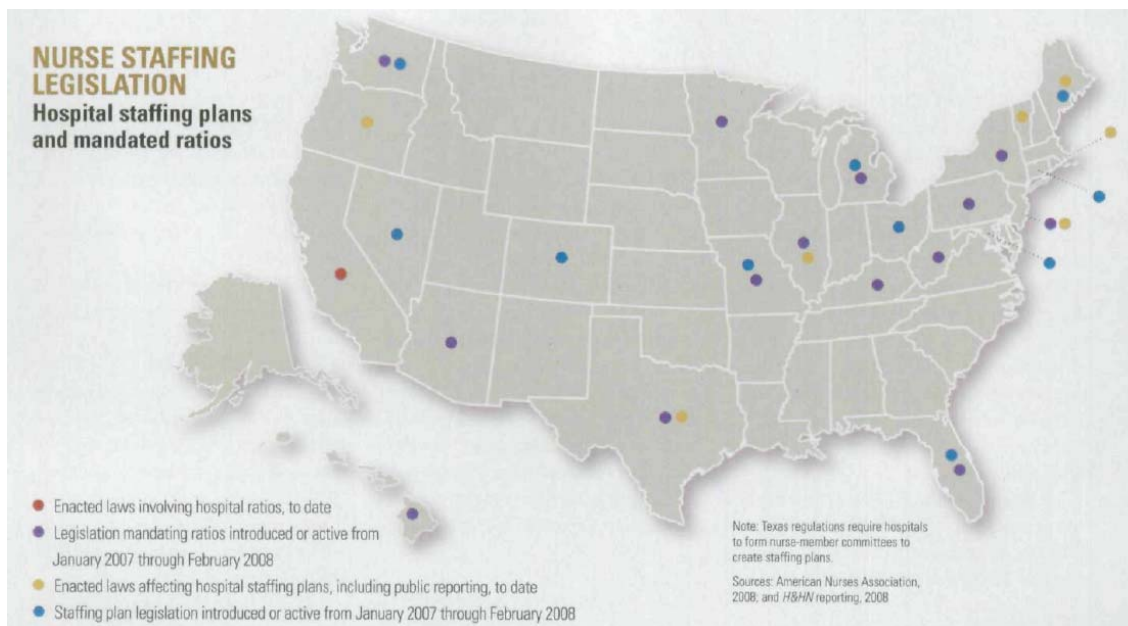 NURSE STAFFING
LEGISLATION
Hospital staffing plans
and mandated ratios
Enacted laws involving hospital ratios, to date
Legislation mandating ratios introduced or active from
January 2007 through February 2008
Enacted laws affecting hospital staffing plans, including public reporting, to date
Staffing plan legislation introduced or active from January 2007 through February 2008
Note: Texas regulations require hospitals
to form nurse-member committees to
create staffing plans.
Sources: American Nurses Association,
2008; and H&HN reporting, 2008